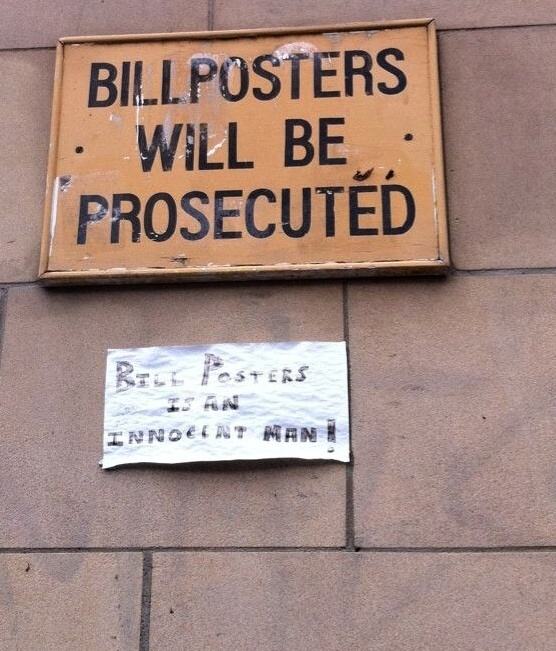 BILLPOSTERS
WILL BE
PROSECUTED
BILL POSTERS
IS AN
INNOCENT MAN!